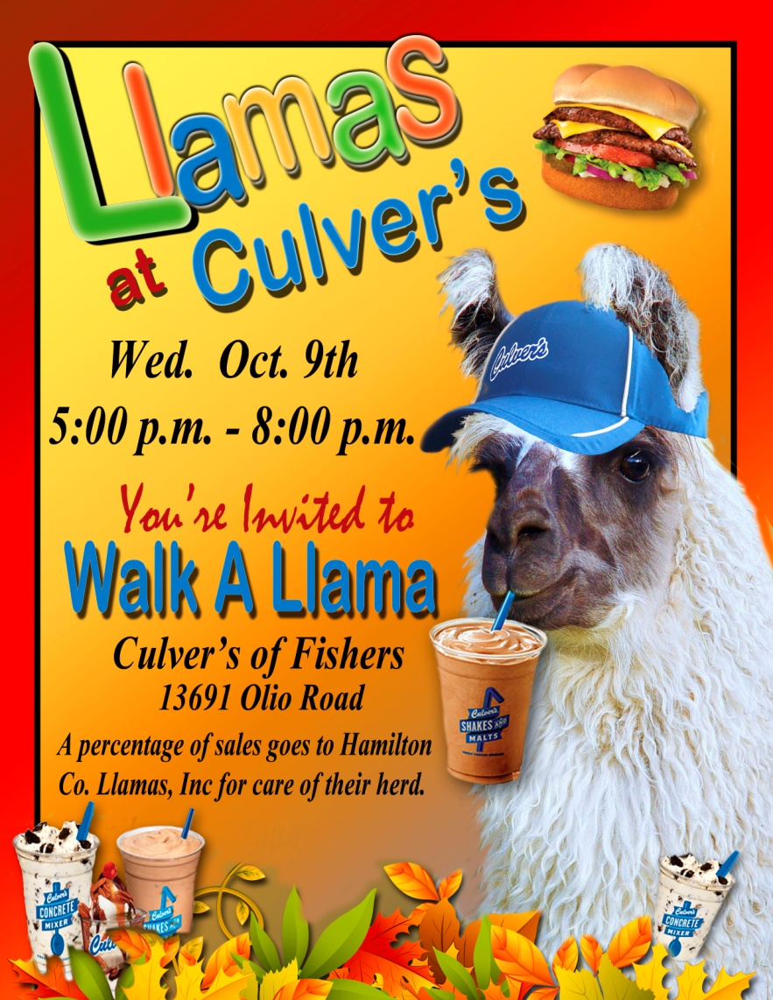 Llamas
at Culver's
Wed. Oct. 9th
5:00 p.m. - 8:00 p.m.
You're Invited to
Walk A Llama
Culver's of Fishers
13691 Olio Road
A percentage of sales goes to Hamilton
Co. Llamas, Inc for care of their herd.
Culver's
Culver's
SHAKES AND
MALTS
Culver's
CONCRETE
MIXER
Culver's
SHAKES
Culver's
CONCRETE
MIXER